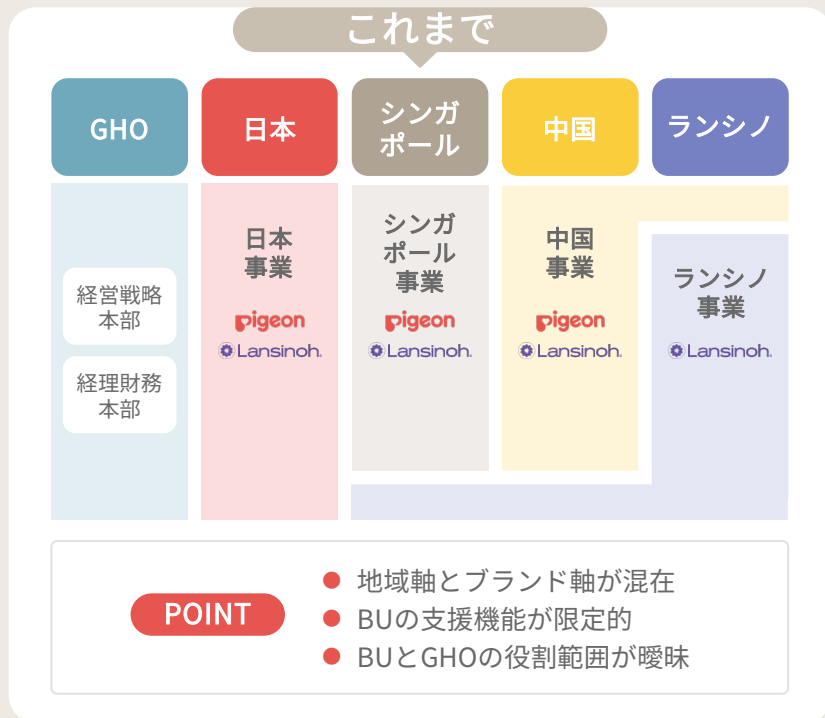 これまで
GHO
日本
シンガ
ポール
中国
ランシノ
経営戦略
本部
経理財務
本部
日本
事業
pigeon
Lansinoh.
シンガ
ポール
事業
pigeon
Lansinoh.
中国
事業
pigeon
Lansinoh.
ランシノ
事業
Lansinoh.
POINT
● 地域軸とブランド軸が混在
● BUの支援機能が限定的
● BUとGHOの役割範囲が曖昧